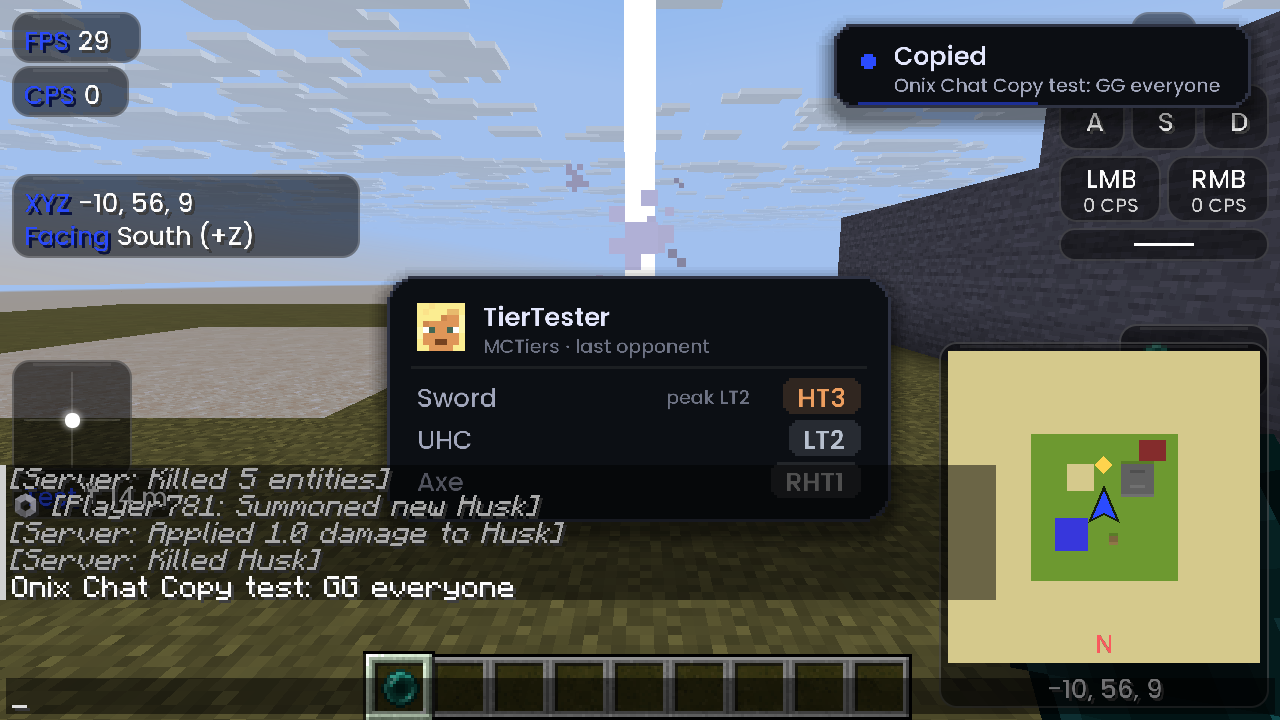 FPS 29
CPS 0
Copied
Onix Chat Copy test: GG everyone
A S D
LMB RMB
0 CPS 0 CPS
XYZ -10, 56, 9
Facing South (+Z)
TierTester
MCTiers · last opponent
Sword peak LT2 HT3
UHC LT2
Axe RHT1
[Server: Killed 5 entities]
[Player781: Summoned new Husk]
[Server: Applied 1.0 damage to Husk]
[Server: Killed Husk]
Onix Chat Copy test: GG everyone
N
-10, 56, 9